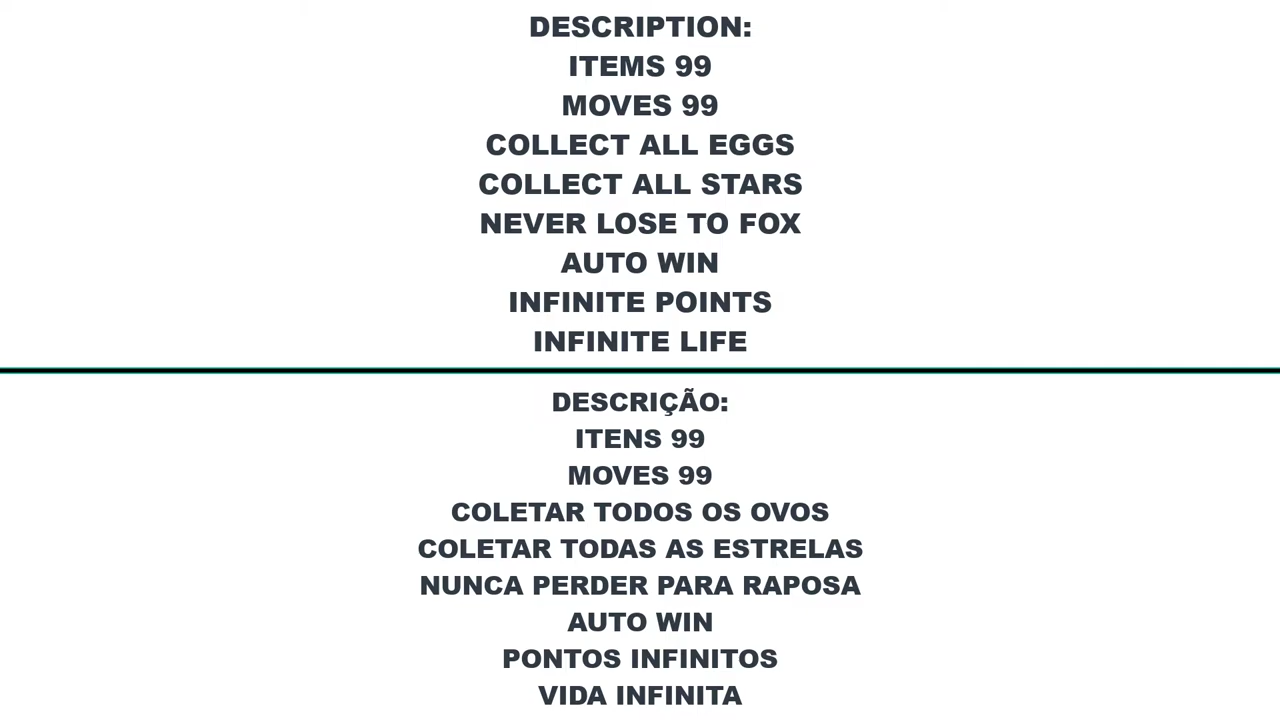 DESCRIPTION:
ITEMS 99
MOVES 99
COLLECT ALL EGGS
COLLECT ALL STARS
NEVER LOSE TO FOX
AUTO WIN
INFINITE POINTS
INFINITE LIFE
DESCRIÇÃO:
ITENS 99
MOVES 99
COLETAR TODOS OS OVOS
COLETAR TODAS AS ESTRELAS
NUNCA PERDER PARA RAPOSA
AUTO WIN
PONTOS INFINITOS
VIDA INFINITA